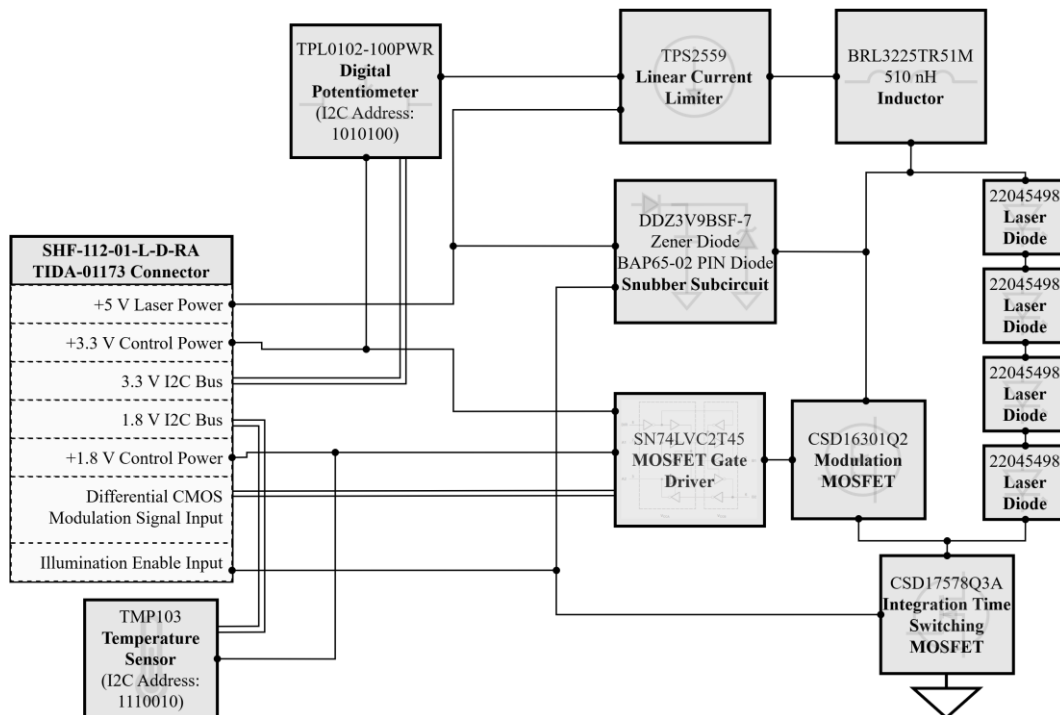 TPL0102-100PWR
Digital
Potentiometer
(I2C Address:
1010100)
TPS2559
Linear Current
Limiter
BRL3225TR51M
510 nH
Inductor
SHF-112-01-L-D-RA
TIDA-01173 Connector
+5 V Laser Power
+3.3 V Control Power
3.3 V I2C Bus
1.8 V I2C Bus
+1.8 V Control Power
Differential CMOS
Modulation Signal Input
Illumination Enable Input
DDZ3V9BSF-7
Zener Diode
BAP65-02 PIN Diode
Snubber Subcircuit
22045498
Laser
Diode
22045498
Laser
Diode
22045498
Laser
Diode
22045498
Laser
Diode
SN74LVC2T45
MOSFET Gate
Driver
CSD16301Q2
Modulation
MOSFET
CSD17578Q3A
Integration Time
Switching
MOSFET
TMP103
Temperature
Sensor
(I2C Address:
1110010)